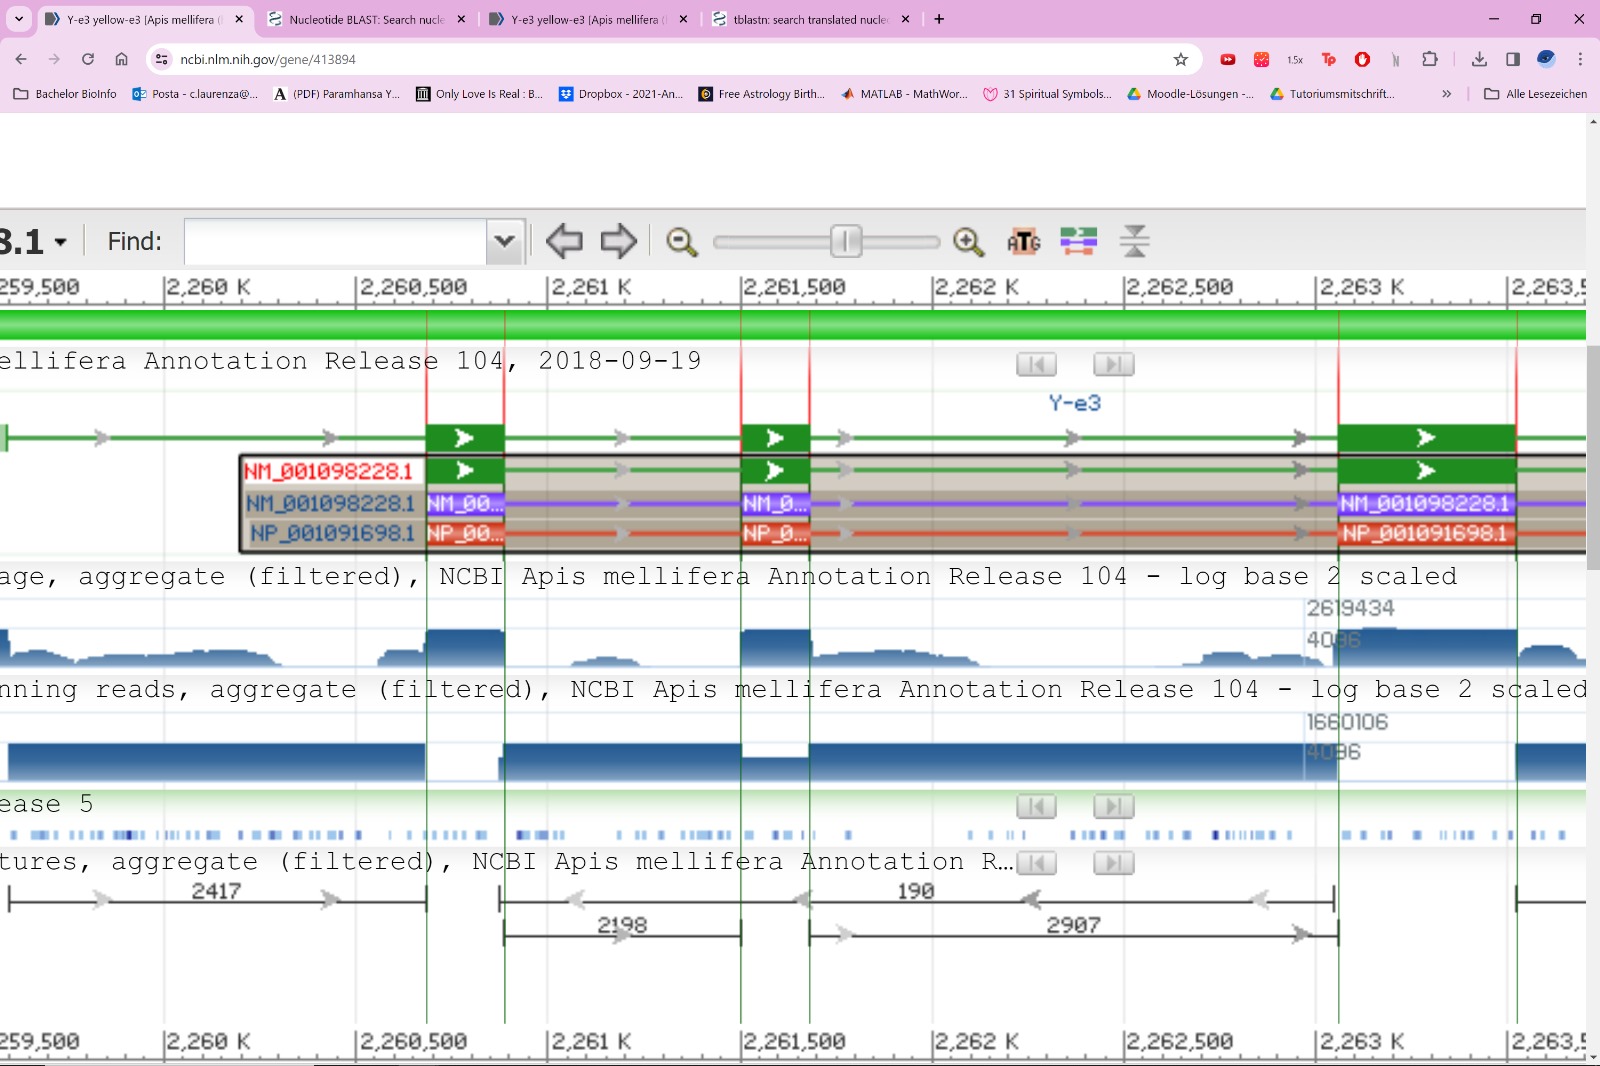 Y-e3 yellow-e3 [Apis mellifera (
Nucleotide BLAST: Search nucle
Y-e3 yellow-e3 [Apis mellifera (
tblastn: search translated nucleo
ncbi.nlm.nih.gov/gene/413894
1.5x
Tp
Bachelor BioInfo
Posta - c.laurenza@...
(PDF) Paramhansa Y...
Only Love Is Real : B...
Dropbox - 2021-An...
Free Astrology Birth...
MATLAB - MathWor...
31 Spiritual Symbols...
Moodle-Lösungen -...
Tutoriumsmitschrift...
»
Alle Lesezeichen
8.1
Find:
ATG
259,500 2,260 K 2,260,500 2,261 K 2,261,500 2,262 K 2,262,500 2,263 K 2,263,5
ellifera Annotation Release 104, 2018-09-19
Y-e3
NM_001098228.1
NM_001098228.1 NM_00... NM_0... NM_001098228.1
NP_001091698.1 NP_00... NP_0... NP_001091698.1
age, aggregate (filtered), NCBI Apis mellifera Annotation Release 104 - log base 2 scaled
2619434
4096
nning reads, aggregate (filtered), NCBI Apis mellifera Annotation Release 104 - log base 2 scaled
1660106
4096
ease 5
tures, aggregate (filtered), NCBI Apis mellifera Annotation R...
2417 190
2198 2907
259,500 2,260 K 2,260,500 2,261 K 2,261,500 2,262 K 2,262,500 2,263 K 2,263,5